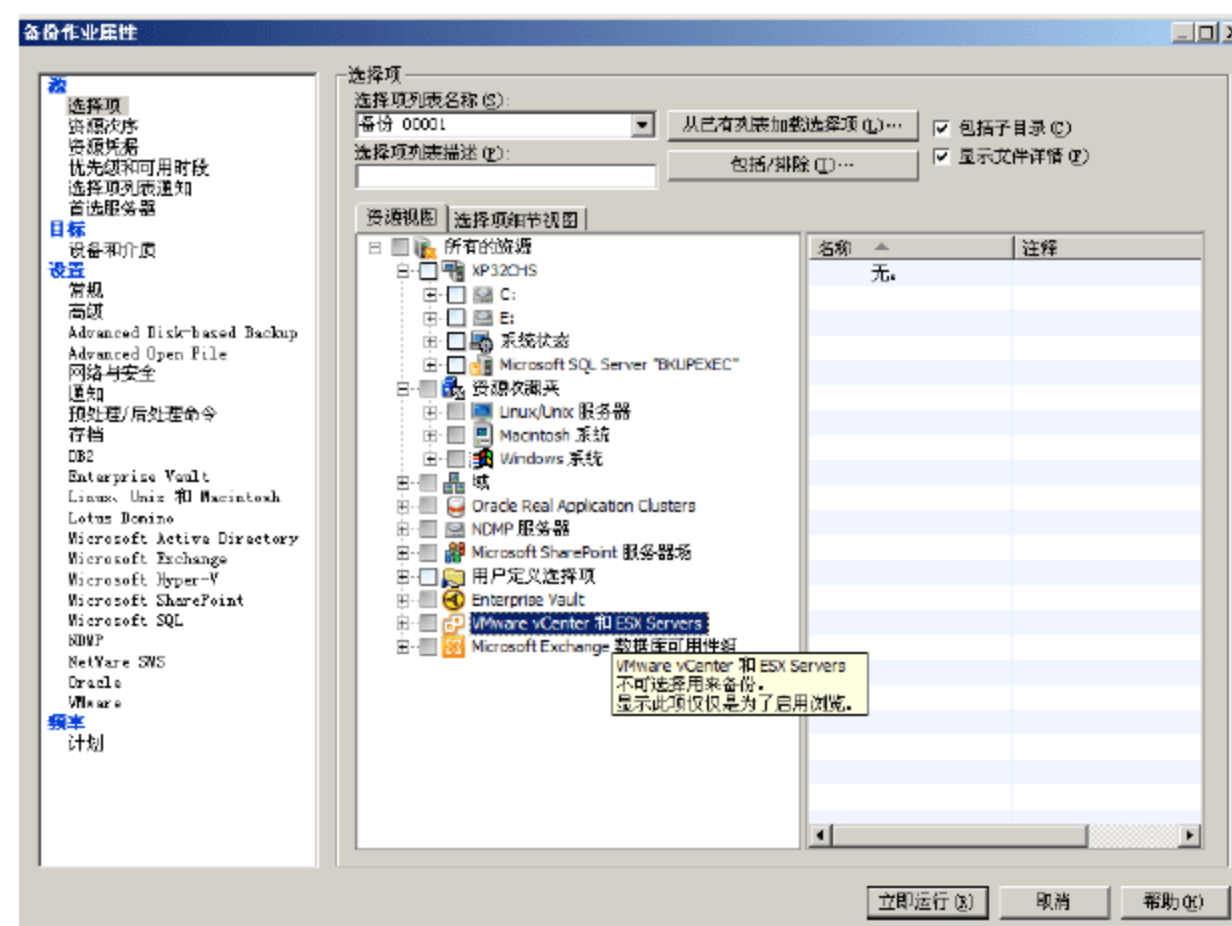 备份作业属性
源
选择项
资源次序
资源凭据
优先级和可用时段
选择项列表通知
首选服务器
目标
设备和介质
设置
常规
高级
Advanced Disk-based Backup
Advanced Open File
网络与安全
通知
预处理/后处理命令
存档
DB2
Enterprise Vault
Linux、Unix 和 Macintosh
Lotus Domino
Microsoft Active Directory
Microsoft Exchange
Microsoft Hyper-V
Microsoft SharePoint
Microsoft SQL
NDMP
NetWare SMS
Oracle
VMware
频率
计划
选择项
选择项列表名称(S):
备份 00001
从已有列表加载选择项(L)...
包括子目录(C)
选择项列表描述(P):
包括/排除(I)...
显示文件详情(F)
资源视图
选择项细节视图
所有的资源
XP32CHS
C:
E:
系统状态
Microsoft SQL Server "BKUPEXEC"
资源收藏夹
Linux/Unix 服务器
Macintosh 系统
Windows 系统
域
Oracle Real Application Clusters
NDMP 服务器
Microsoft SharePoint 服务器场
用户定义选择项
Enterprise Vault
VMware vCenter 和 ESX Servers
Microsoft Exchange 数据库可用性组
VMware vCenter 和 ESX Servers
不可选择用来备份。
显示此项仅仅是为了启用浏览。
名称
注释
无。
立即运行(R)
取消
帮助(H)